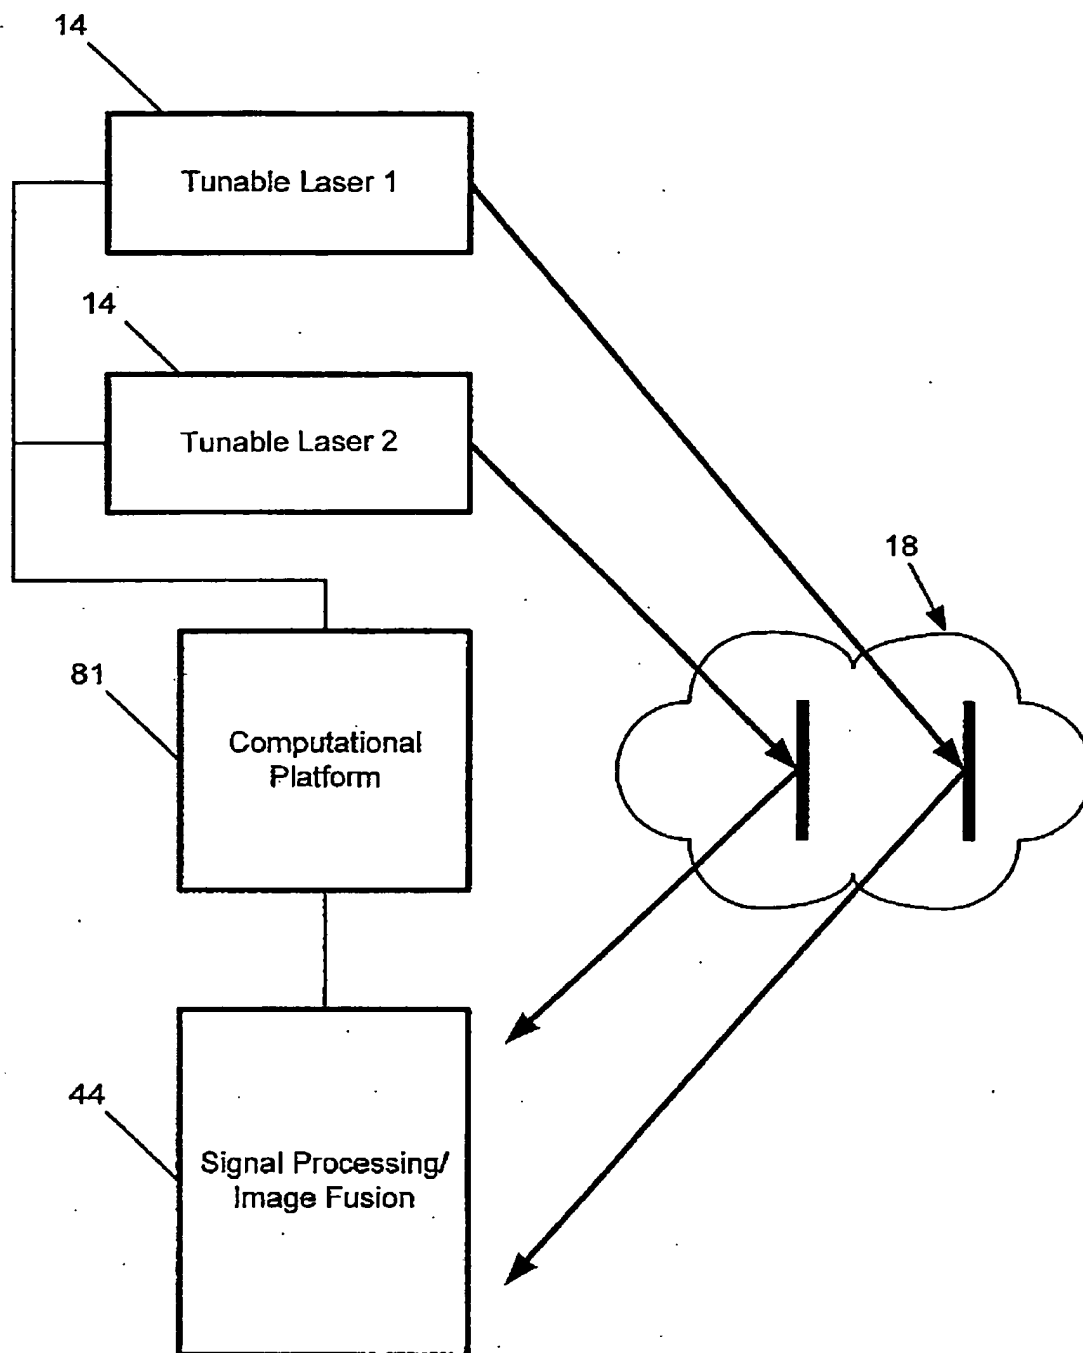 14
Tunable Laser 1
14
Tunable Laser 2
18
81
Computational
Platform
44
Signal Processing/
Image Fusion